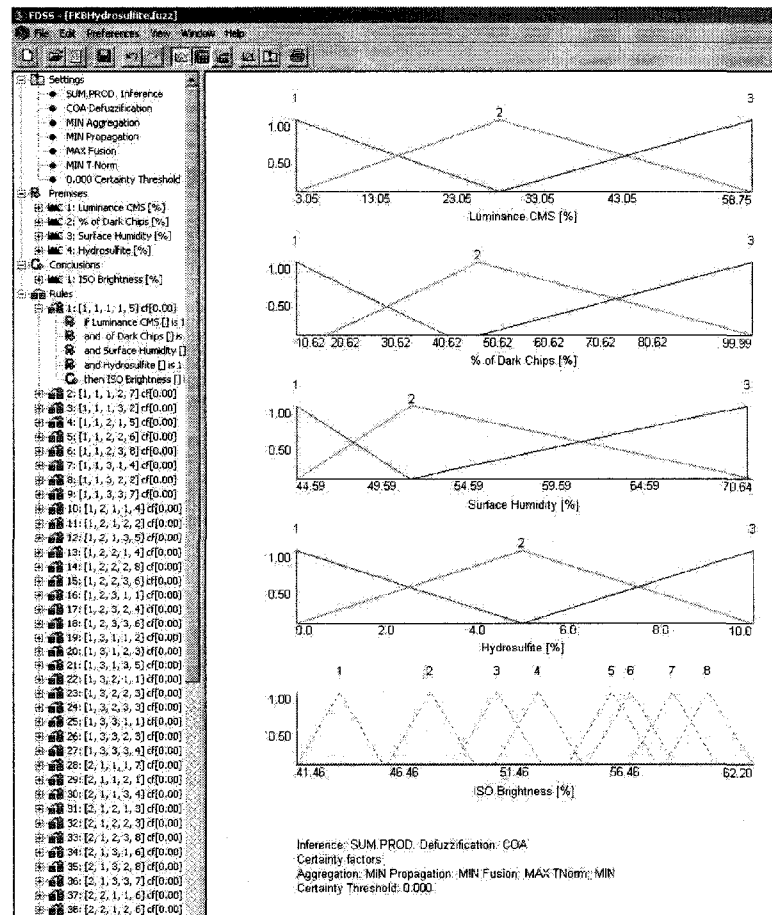 FDSS - [FKBHydrosulfite.fuzz]
File Edit Preferences View Window Help
Settings
SUM.PROD. Inference
COA Defuzzification
MIN Aggregation
MIN Propagation
MAX Fusion
MIN T-Norm
0.000 Certainty Threshold
Premises
1: Luminance CMS [%]
2: % of Dark Chips [%]
3: Surface Humidity [%]
4: Hydrosulfite [%]
Conclusions
1: ISO Brightness [%]
Rules
1: [1, 1, 1, 1, 5] cf[0.00]
if Luminance CMS [] is 1
and of Dark Chips [] is
and Surface Humidity []
and Hydrosulfite [] is 1
then ISO Brightness []
2: [1, 1, 1, 2, 7] cf[0.00]
3: [1, 1, 1, 3, 2] cf[0.00]
4: [1, 1, 2, 1, 5] cf[0.00]
5: [1, 1, 2, 2, 6] cf[0.00]
6: [1, 1, 2, 3, 8] cf[0.00]
7: [1, 1, 3, 1, 4] cf[0.00]
8: [1, 1, 3, 2, 2] cf[0.00]
9: [1, 1, 3, 3, 7] cf[0.00]
10: [1, 2, 1, 1, 4] cf[0.00]
11: [1, 2, 1, 2, 2] cf[0.00]
12: [1, 2, 1, 3, 5] cf[0.00]
13: [1, 2, 2, 1, 4] cf[0.00]
14: [1, 2, 2, 2, 8] cf[0.00]
15: [1, 2, 2, 3, 6] cf[0.00]
16: [1, 2, 3, 1, 1] cf[0.00]
17: [1, 2, 3, 2, 4] cf[0.00]
18: [1, 2, 3, 3, 6] cf[0.00]
19: [1, 3, 1, 1, 2] cf[0.00]
20: [1, 3, 1, 2, 3] cf[0.00]
21: [1, 3, 1, 3, 5] cf[0.00]
22: [1, 3, 2, 1, 1] cf[0.00]
23: [1, 3, 2, 2, 3] cf[0.00]
24: [1, 3, 2, 3, 3] cf[0.00]
25: [1, 3, 3, 1, 1] cf[0.00]
26: [1, 3, 3, 2, 3] cf[0.00]
27: [1, 3, 3, 3, 4] cf[0.00]
28: [2, 1, 1, 1, 7] cf[0.00]
29: [2, 1, 1, 2, 1] cf[0.00]
30: [2, 1, 1, 3, 4] cf[0.00]
31: [2, 1, 2, 1, 3] cf[0.00]
32: [2, 1, 2, 2, 3] cf[0.00]
33: [2, 1, 2, 3, 8] cf[0.00]
34: [2, 1, 3, 1, 6] cf[0.00]
35: [2, 1, 3, 2, 8] cf[0.00]
36: [2, 1, 3, 3, 7] cf[0.00]
37: [2, 2, 1, 1, 6] cf[0.00]
38: [2, 2, 1, 2, 6] cf[0.00]
1 2 3
1.00
0.50
3.05 13.05 23.05 33.05 43.05 56.75
Luminance CMS [%]
1 2 3
1.00
0.50
10.62 20.62 30.62 40.62 50.62 60.62 70.62 80.62 99.99
% of Dark Chips [%]
1 2 3
1.00
0.50
44.59 49.59 54.59 59.59 64.59 70.64
Surface Humidity [%]
1 2 3
1.00
0.50
0.0 2.0 4.0 6.0 8.0 10.0
Hydrosulfite [%]
1 2 3 4 5 6 7 8
1.00
0.50
41.46 46.46 51.46 56.46 62.20
ISO Brightness [%]
Inference: SUM.PROD. Defuzzification: COA
Certainty factors
Aggregation: MIN Propagation: MIN Fusion: MAX TNorm: MIN
Certainty Threshold: 0.000